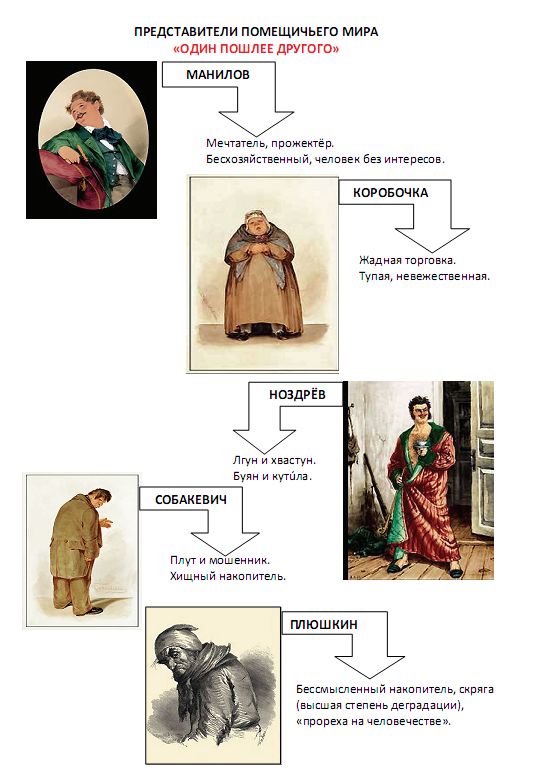 ПРЕДСТАВИТЕЛИ ПОМЕЩИЧЬЕГО МИРА
«ОДИН ПОШЛЕЕ ДРУГОГО»
МАНИЛОВ
Мечтатель, прожектёр.
Бесхозяйственный, человек без интересов.
КОРОБОЧКА
Жадная торговка.
Тупая, невежественная.
НОЗДРЁВ
Лгун и хвастун.
Буян и кутúла.
СОБАКЕВИЧ
Плут и мошенник.
Хищный накопитель.
ПЛЮШКИН
Бессмысленный накопитель, скряга
(высшая степень деградации),
«прореха на человечестве».